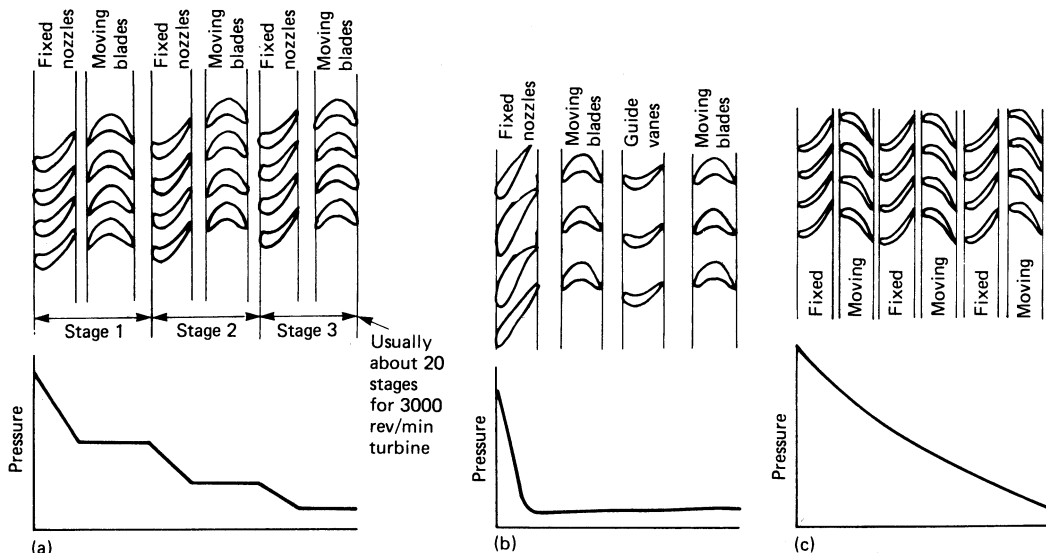 Fixed
nozzles
Moving
blades
Fixed
nozzles
Moving
blades
Fixed
nozzles
Moving
blades
Stage 1
Stage 2
Stage 3
Usually
about 20
stages
for 3000
rev/min
turbine
Pressure
(a)
Fixed
nozzles
Moving
blades
Guide
vanes
Moving
blades
Pressure
(b)
Fixed
Moving
Fixed
Moving
Fixed
Moving
Pressure
(c)